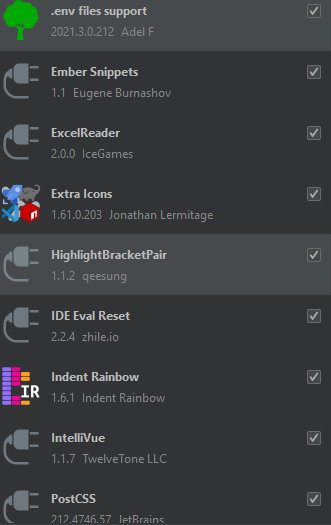 .env files support
2021.3.0.212 Adel F
Ember Snippets
1.1 Eugene Burnashov
ExcelReader
2.0.0 IceGames
Extra Icons
1.61.0.203 Jonathan Lermitage
HighlightBracketPair
1.1.2 qeesung
IDE Eval Reset
2.2.4 zhile.io
IR
Indent Rainbow
1.6.1 Indent Rainbow
IntelliVue
1.1.7 TwelveTone LLC
PostCSS
212.4746.57 JetBrains